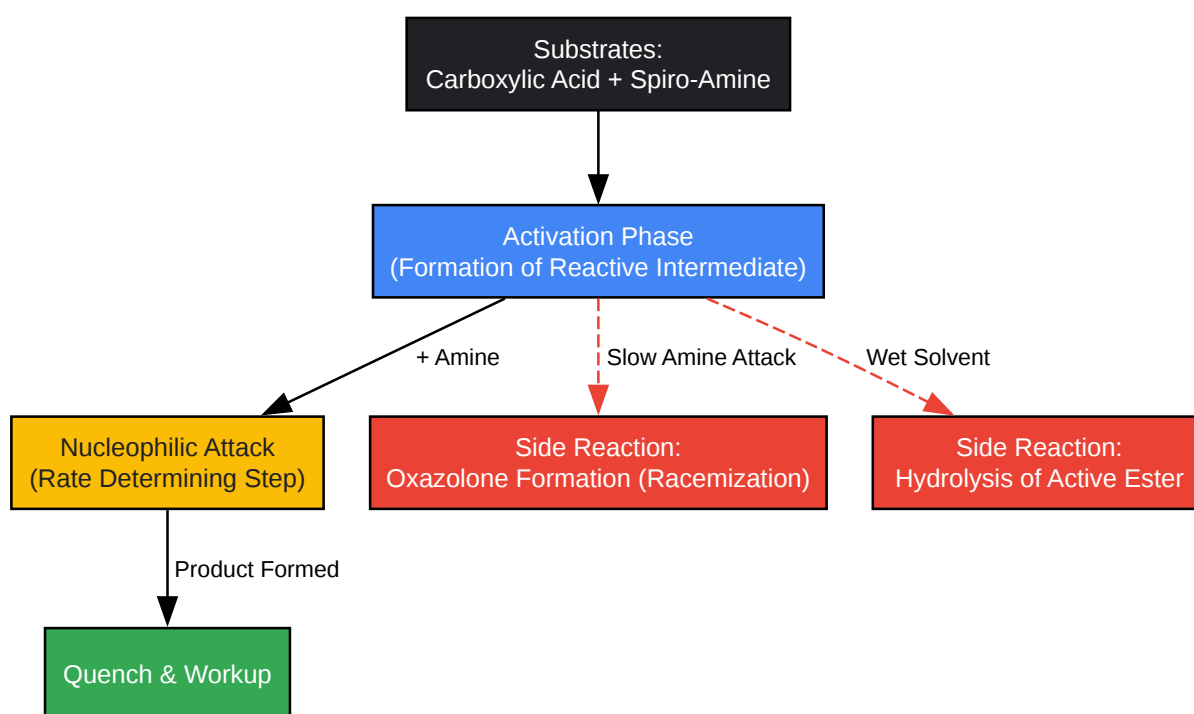 Substrates:
Carboxylic Acid + Spiro-Amine
Activation Phase
(Formation of Reactive Intermediate)
+ Amine
Slow Amine Attack
Wet Solvent
Nucleophilic Attack
(Rate Determining Step)
Side Reaction:
Oxazolone Formation (Racemization)
Side Reaction:
Hydrolysis of Active Ester
Product Formed
Quench & Workup